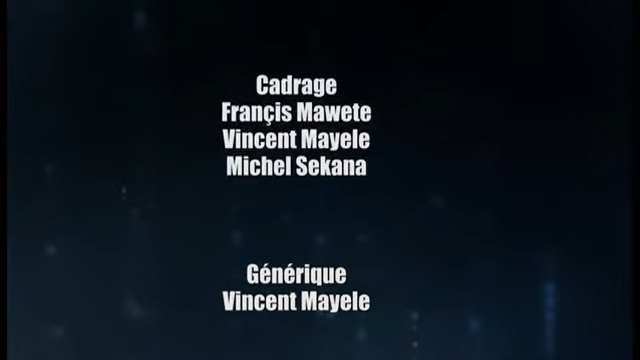 Cadrage
Françis Mawete
Vincent Mayele
Michel Sekana
Générique
Vincent Mayele